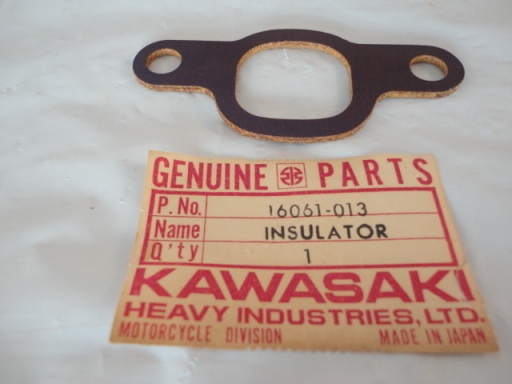 GENUINE PARTS
P. No. 16061-013
Name INSULATOR
Q'ty 1
KAWASAKI
HEAVY INDUSTRIES, LTD.
MOTORCYCLE DIVISION MADE IN JAPAN